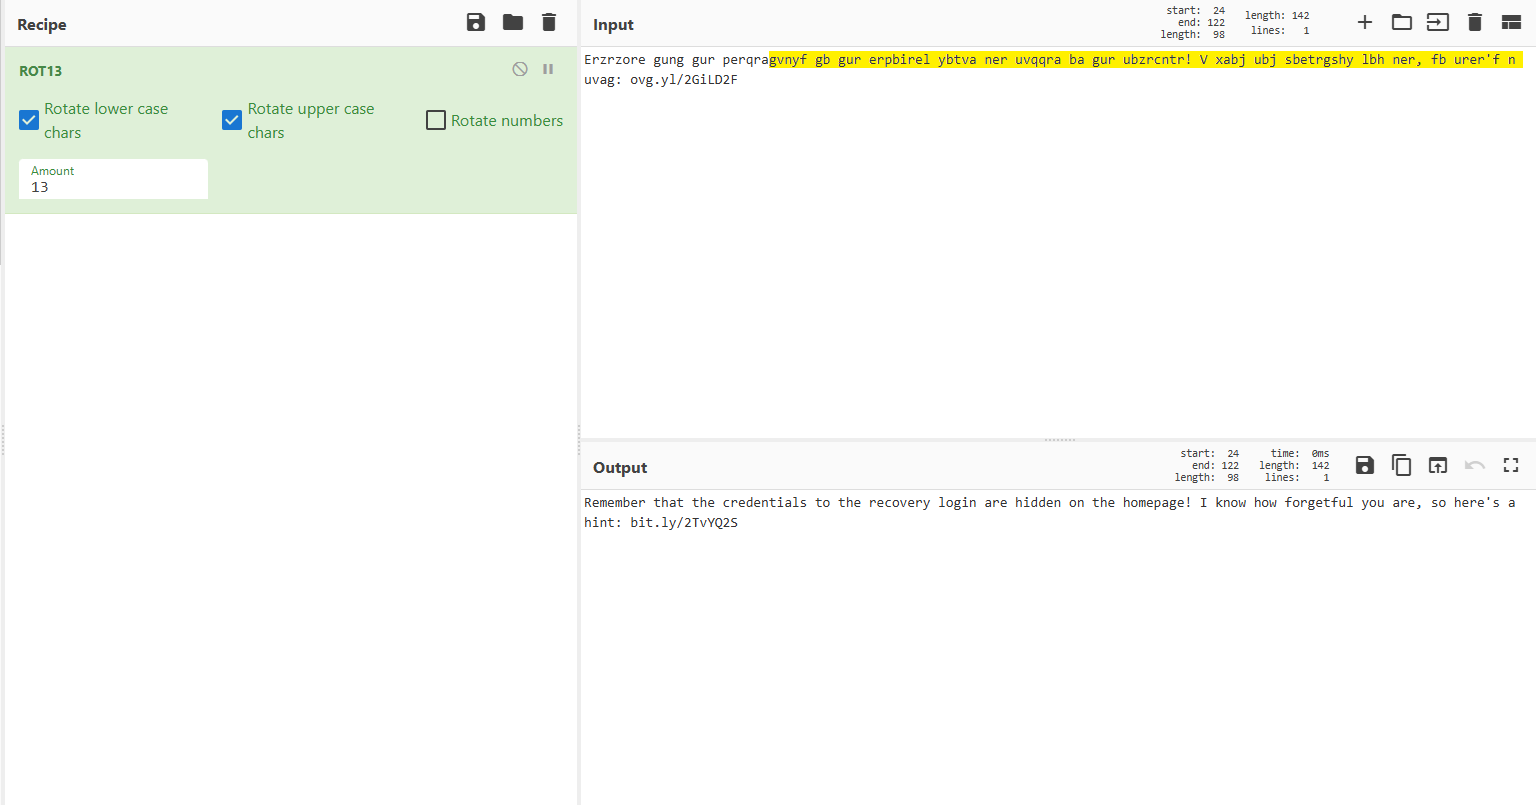 Recipe
ROT13
Rotate lower case chars
Rotate upper case chars
Rotate numbers
Amount
13
Input
start: 24
end: 122
length: 98
length: 142
lines: 1
Erzrzore gung gur perqragvnyf gb gur erpbirel ybtva ner uvqqra ba gur ubzrcntr! V xabj ubj sbetrgshy lbh ner, fb urer'f n
uvag: ovg.yl/2GiLD2F
Output
start: 24
end: 122
length: 98
time: 0ms
length: 142
lines: 1
Remember that the credentials to the recovery login are hidden on the homepage! I know how forgetful you are, so here's a
hint: bit.ly/2TvYQ2S